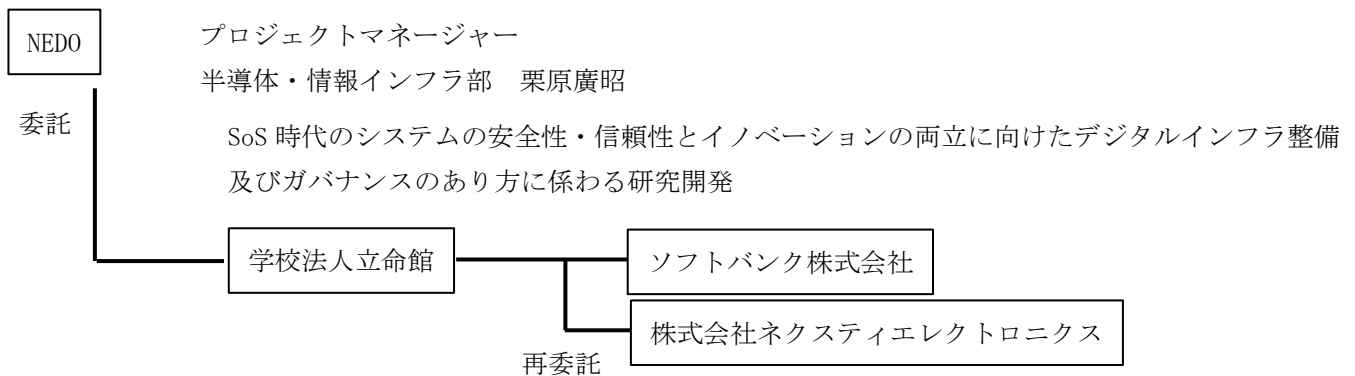 NEDO
プロジェクトマネージャー
半導体・情報インフラ部　栗原廣昭
委託
SoS 時代のシステムの安全性・信頼性とイノベーションの両立に向けたデジタルインフラ整備
及びガバナンスのあり方に係わる研究開発
学校法人立命館
ソフトバンク株式会社
株式会社ネクスティエレクトロニクス
再委託